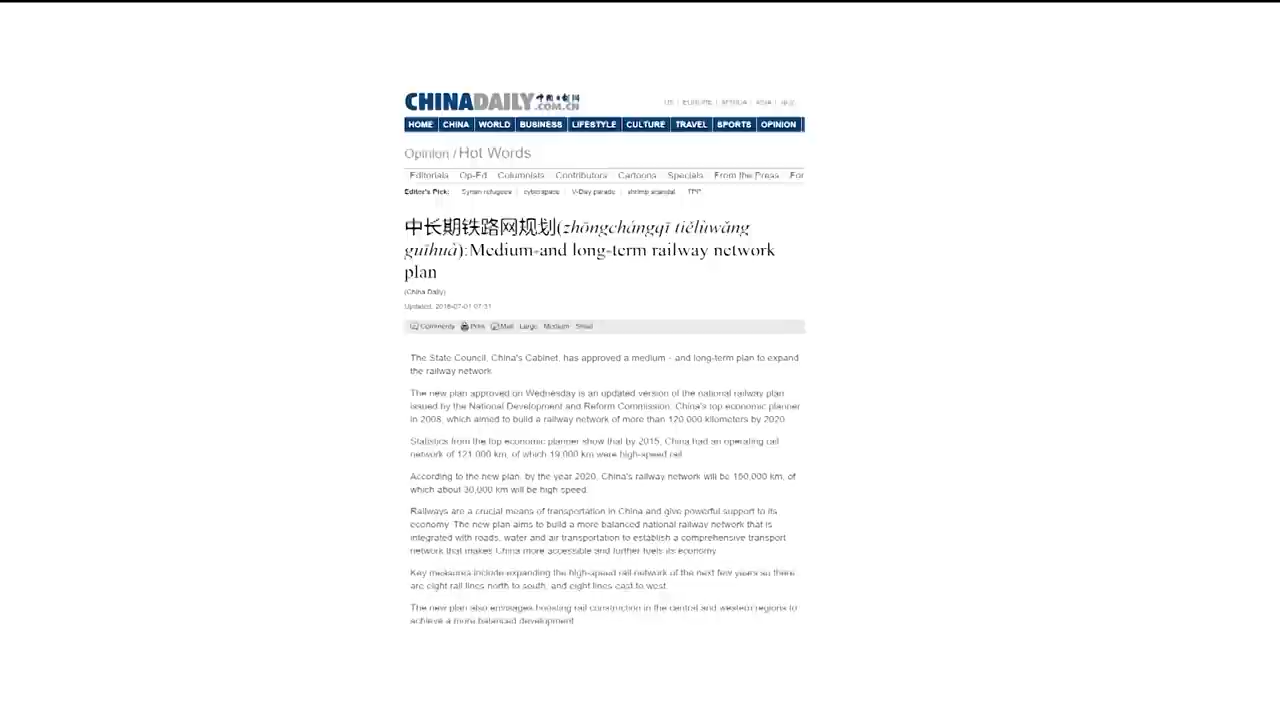 CHINADAILY 中国日报网
.COM.CN
US EUROPE AFRICA ASIA 中文
HOME CHINA WORLD BUSINESS LIFESTYLE CULTURE TRAVEL SPORTS OPINION
Opinion / Hot Words
Editorials Op-Ed Columnists Contributors Cartoons Specials From the Press For
Editor's Pick: Syrian refugees cyberspace V-Day parade shrimp scandal TPP
中长期铁路网规划(zhōngchángqī tiělùwǎng
guīhuà):Medium-and long-term railway network
plan
(China Daily)
Updated: 2016-07-01 07:51
Comments Print Mail Large Medium Small
The State Council, China's Cabinet, has approved a medium - and long-term plan to expand
the railway network.
The new plan approved on Wednesday is an updated version of the national railway plan
issued by the National Development and Reform Commission, China's top economic planner
in 2008, which aimed to build a railway network of more than 120,000 kilometers by 2020.
Statistics from the top economic planner show that by 2015, China had an operating rail
network of 121,000 km, of which 19,000 km were high-speed rail.
According to the new plan, by the year 2020, China's railway network will be 150,000 km, of
which about 30,000 km will be high speed.
Railways are a crucial means of transportation in China and give powerful support to its
economy. The new plan aims to build a more balanced national railway network that is
integrated with roads, water and air transportation to establish a comprehensive transport
network that makes China more accessible and further fuels its economy.
Key measures include expanding the high-speed rail network of the next few years so there
are eight rail lines north to south, and eight lines east to west.
The new plan also envisages boosting rail construction in the central and western regions to
achieve a more balanced development.